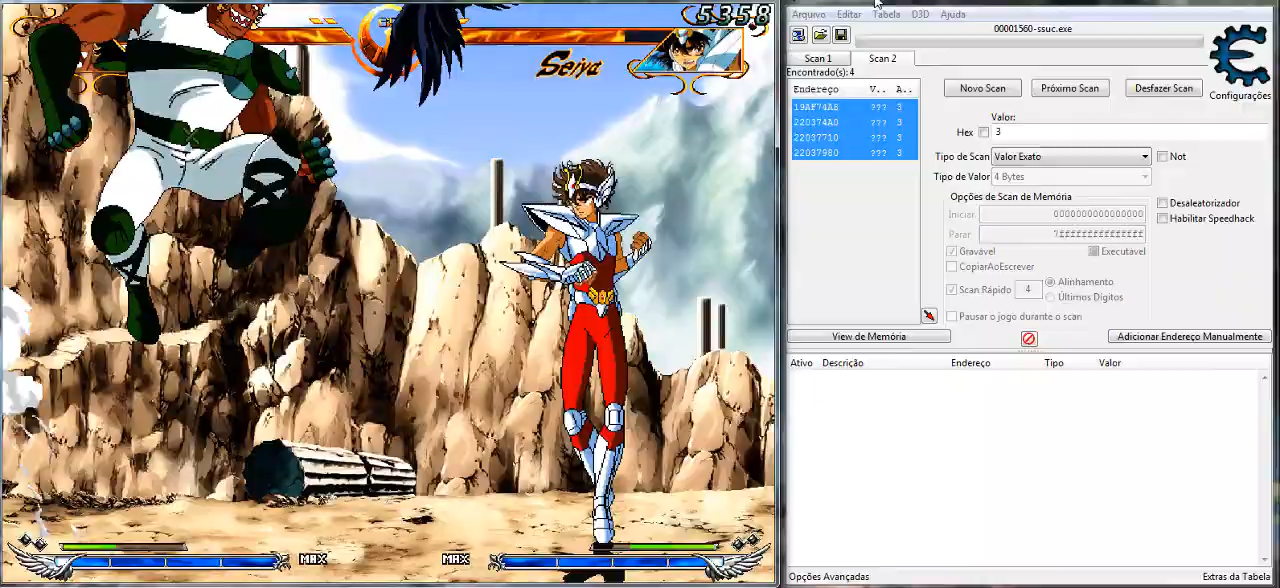 5358
Seiya
MAX
MAX
Arquivo Editar Tabela D3D Ajuda
00001560-ssuc.exe
Scan 1 Scan 2
Encontrado(s):4
Endereço V.. A..
19AF74A8 ??? 3
220374A0 ??? 3
22037710 ??? 3
22037980 ??? 3
Novo Scan Próximo Scan Desfazer Scan
Configurações
Valor:
Hex 3
Tipo de Scan Valor Exato Not
Tipo de Valor 4 Bytes
Opções de Scan de Memória
Iniciar 0000000000000000
Parar 7fffffffffffffff
Gravável Executavel
CopiarAoEscrever
Scan Rápido 4 Alinhamento
Últimos Dígitos
Pausar o jogo durante o scan
Desaleatorizador
Habilitar Speedhack
View de Memória
Adicionar Endereço Manualmente
Ativo Descrição Endereço Tipo Valor
Opções Avançadas Extras da Tabela